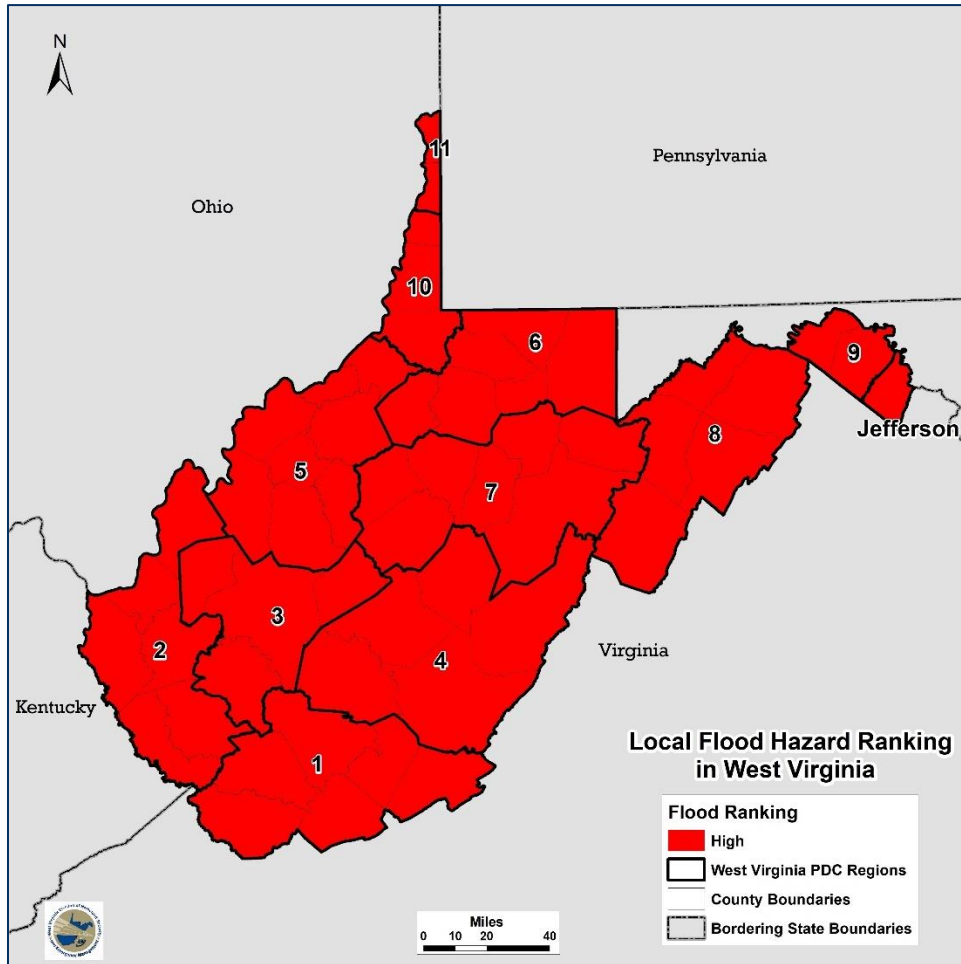 N
Pennsylvania
Ohio
11
10
6
9
Jefferson
8
5
7
3
2
4
Virginia
Kentucky
1
Local Flood Hazard Ranking
in West Virginia
Flood Ranking
High
West Virginia PDC Regions
County Boundaries
Bordering State Boundaries
Miles
0 10 20 40